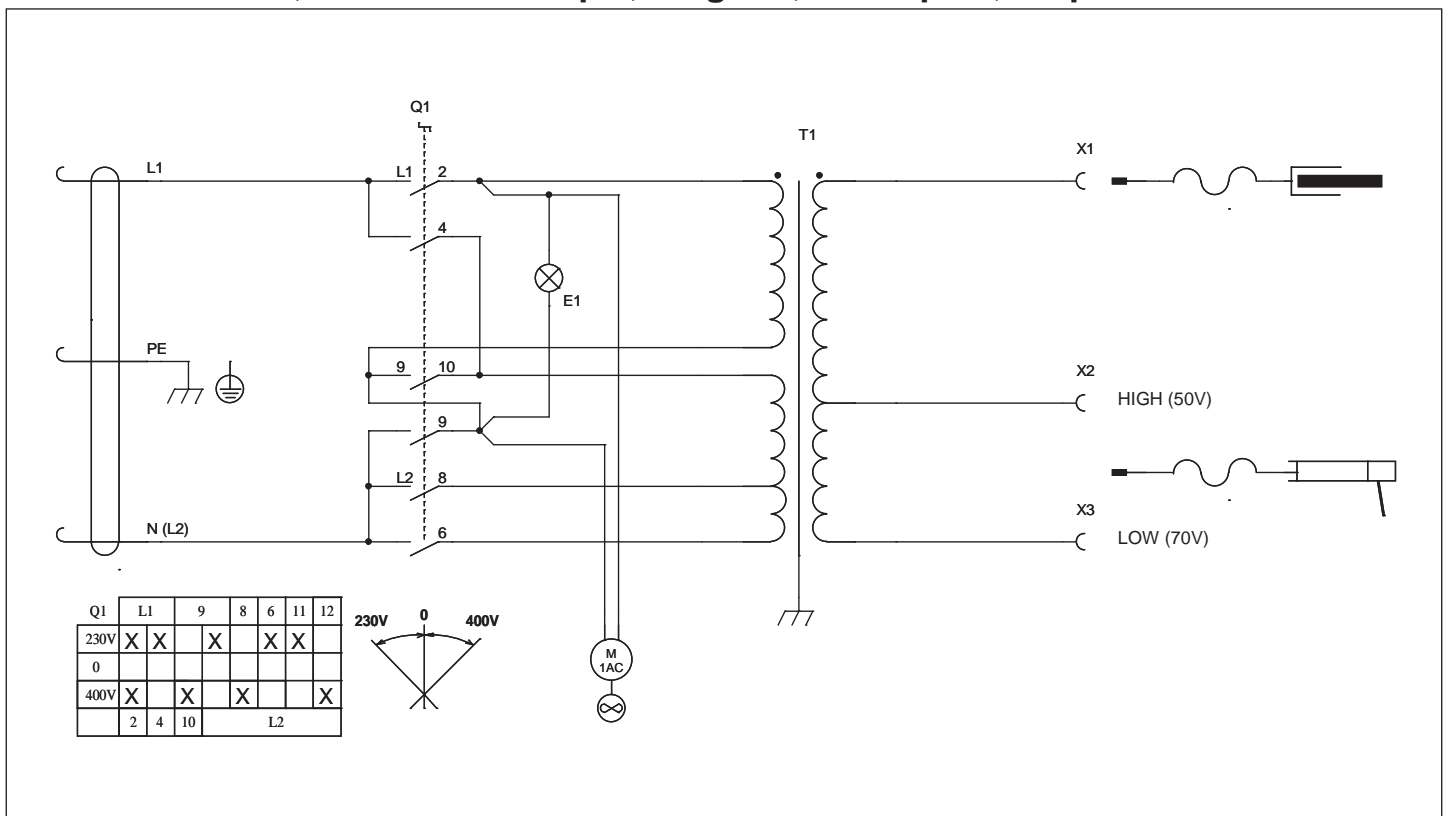 Q1
T1
X1
L1
L1 2
4
E1
PE
9 10
X2
HIGH (50V)
9
L2 8
X3
N (L2)
6
LOW (70V)
Q1 L1 9 8 6 11 12
230V X X X X X
0
400V X X X X
2 4 10 L2
230V 0 400V
M
1AC